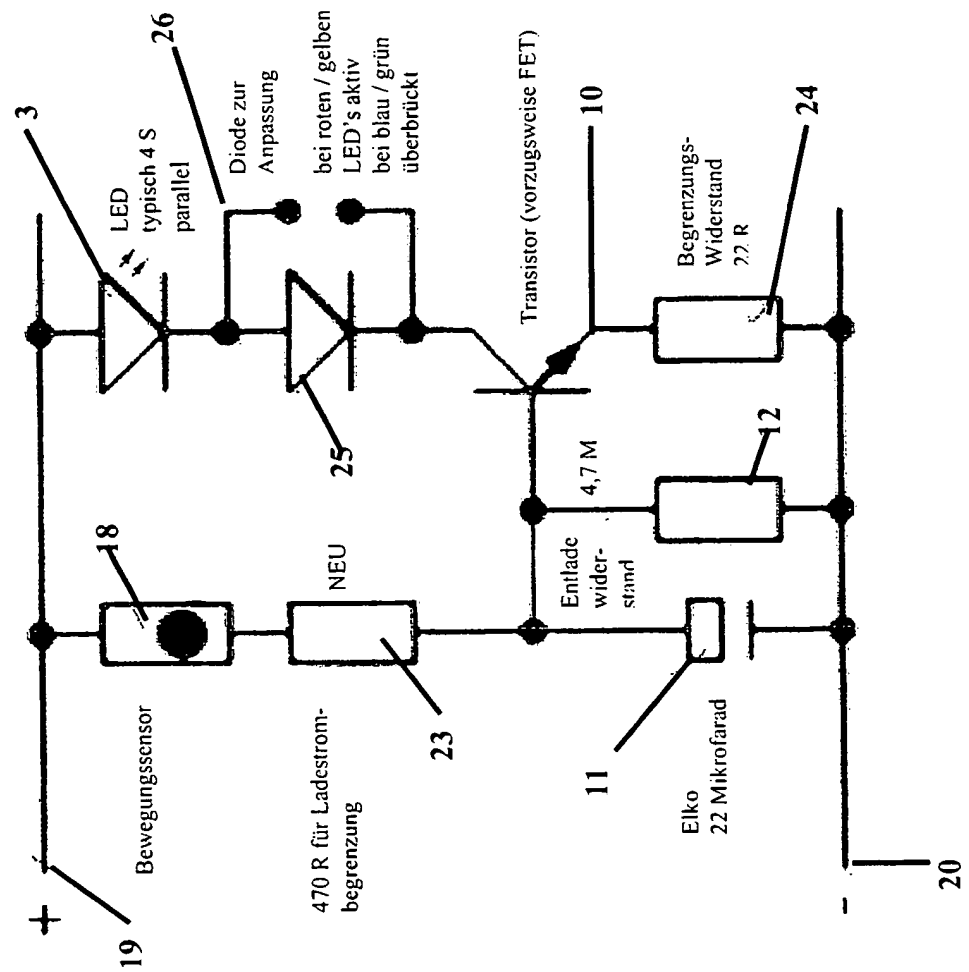 3
LED
typisch 4 S
parallel
26
Diode zur
Anpassung
bei roten / gelben
LED's aktiv
bei blau / grün
überbrückt
25
Transistor (vorzugsweise FET)
10
Begrenzungs-
Widerstand
22 R
24
12
4,7 M
Entlade
wider-
stand
18
Bewegungssensor
NEU
470 R für Ladestrom-
begrenzung
23
11
Elko
22 Mikrofarad
+
19
-
20